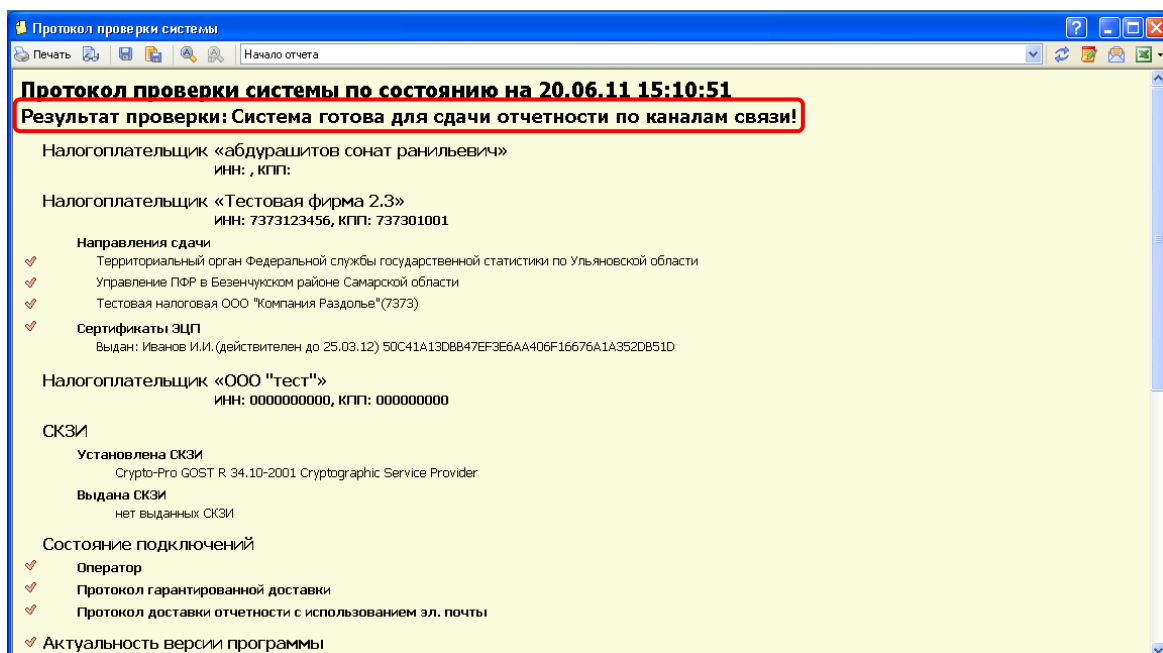 Протокол проверки системы
Печать
Начало отчета
Протокол проверки системы по состоянию на 20.06.11 15:10:51
Результат проверки: Система готова для сдачи отчетности по каналам связи!
Налогоплательщик «абдурашитов сонат ранильевич»
ИНН: , КПП:
Налогоплательщик «Тестовая фирма 2.3»
ИНН: 7373123456, КПП: 737301001
Направления сдачи
Территориальный орган Федеральной службы государственной статистики по Ульяновской области
Управление ПФР в Безенчукском районе Самарской области
Тестовая налоговая ООО "Компания Раздолье"(7373)
Сертификаты ЭЦП
Выдан: Иванов И.И.(действителен до 25.03.12) 50C41A13DBB47EF3E6AA406F16676A1A352DB51D
Налогоплательщик «ООО "тест"»
ИНН: 0000000000, КПП: 000000000
СКЗИ
Установлена СКЗИ
Crypto-Pro GOST R 34.10-2001 Cryptographic Service Provider
Выдана СКЗИ
нет выданных СКЗИ
Состояние подключений
Оператор
Протокол гарантированной доставки
Протокол доставки отчетности с использованием эл. почты
Актуальность версии программы